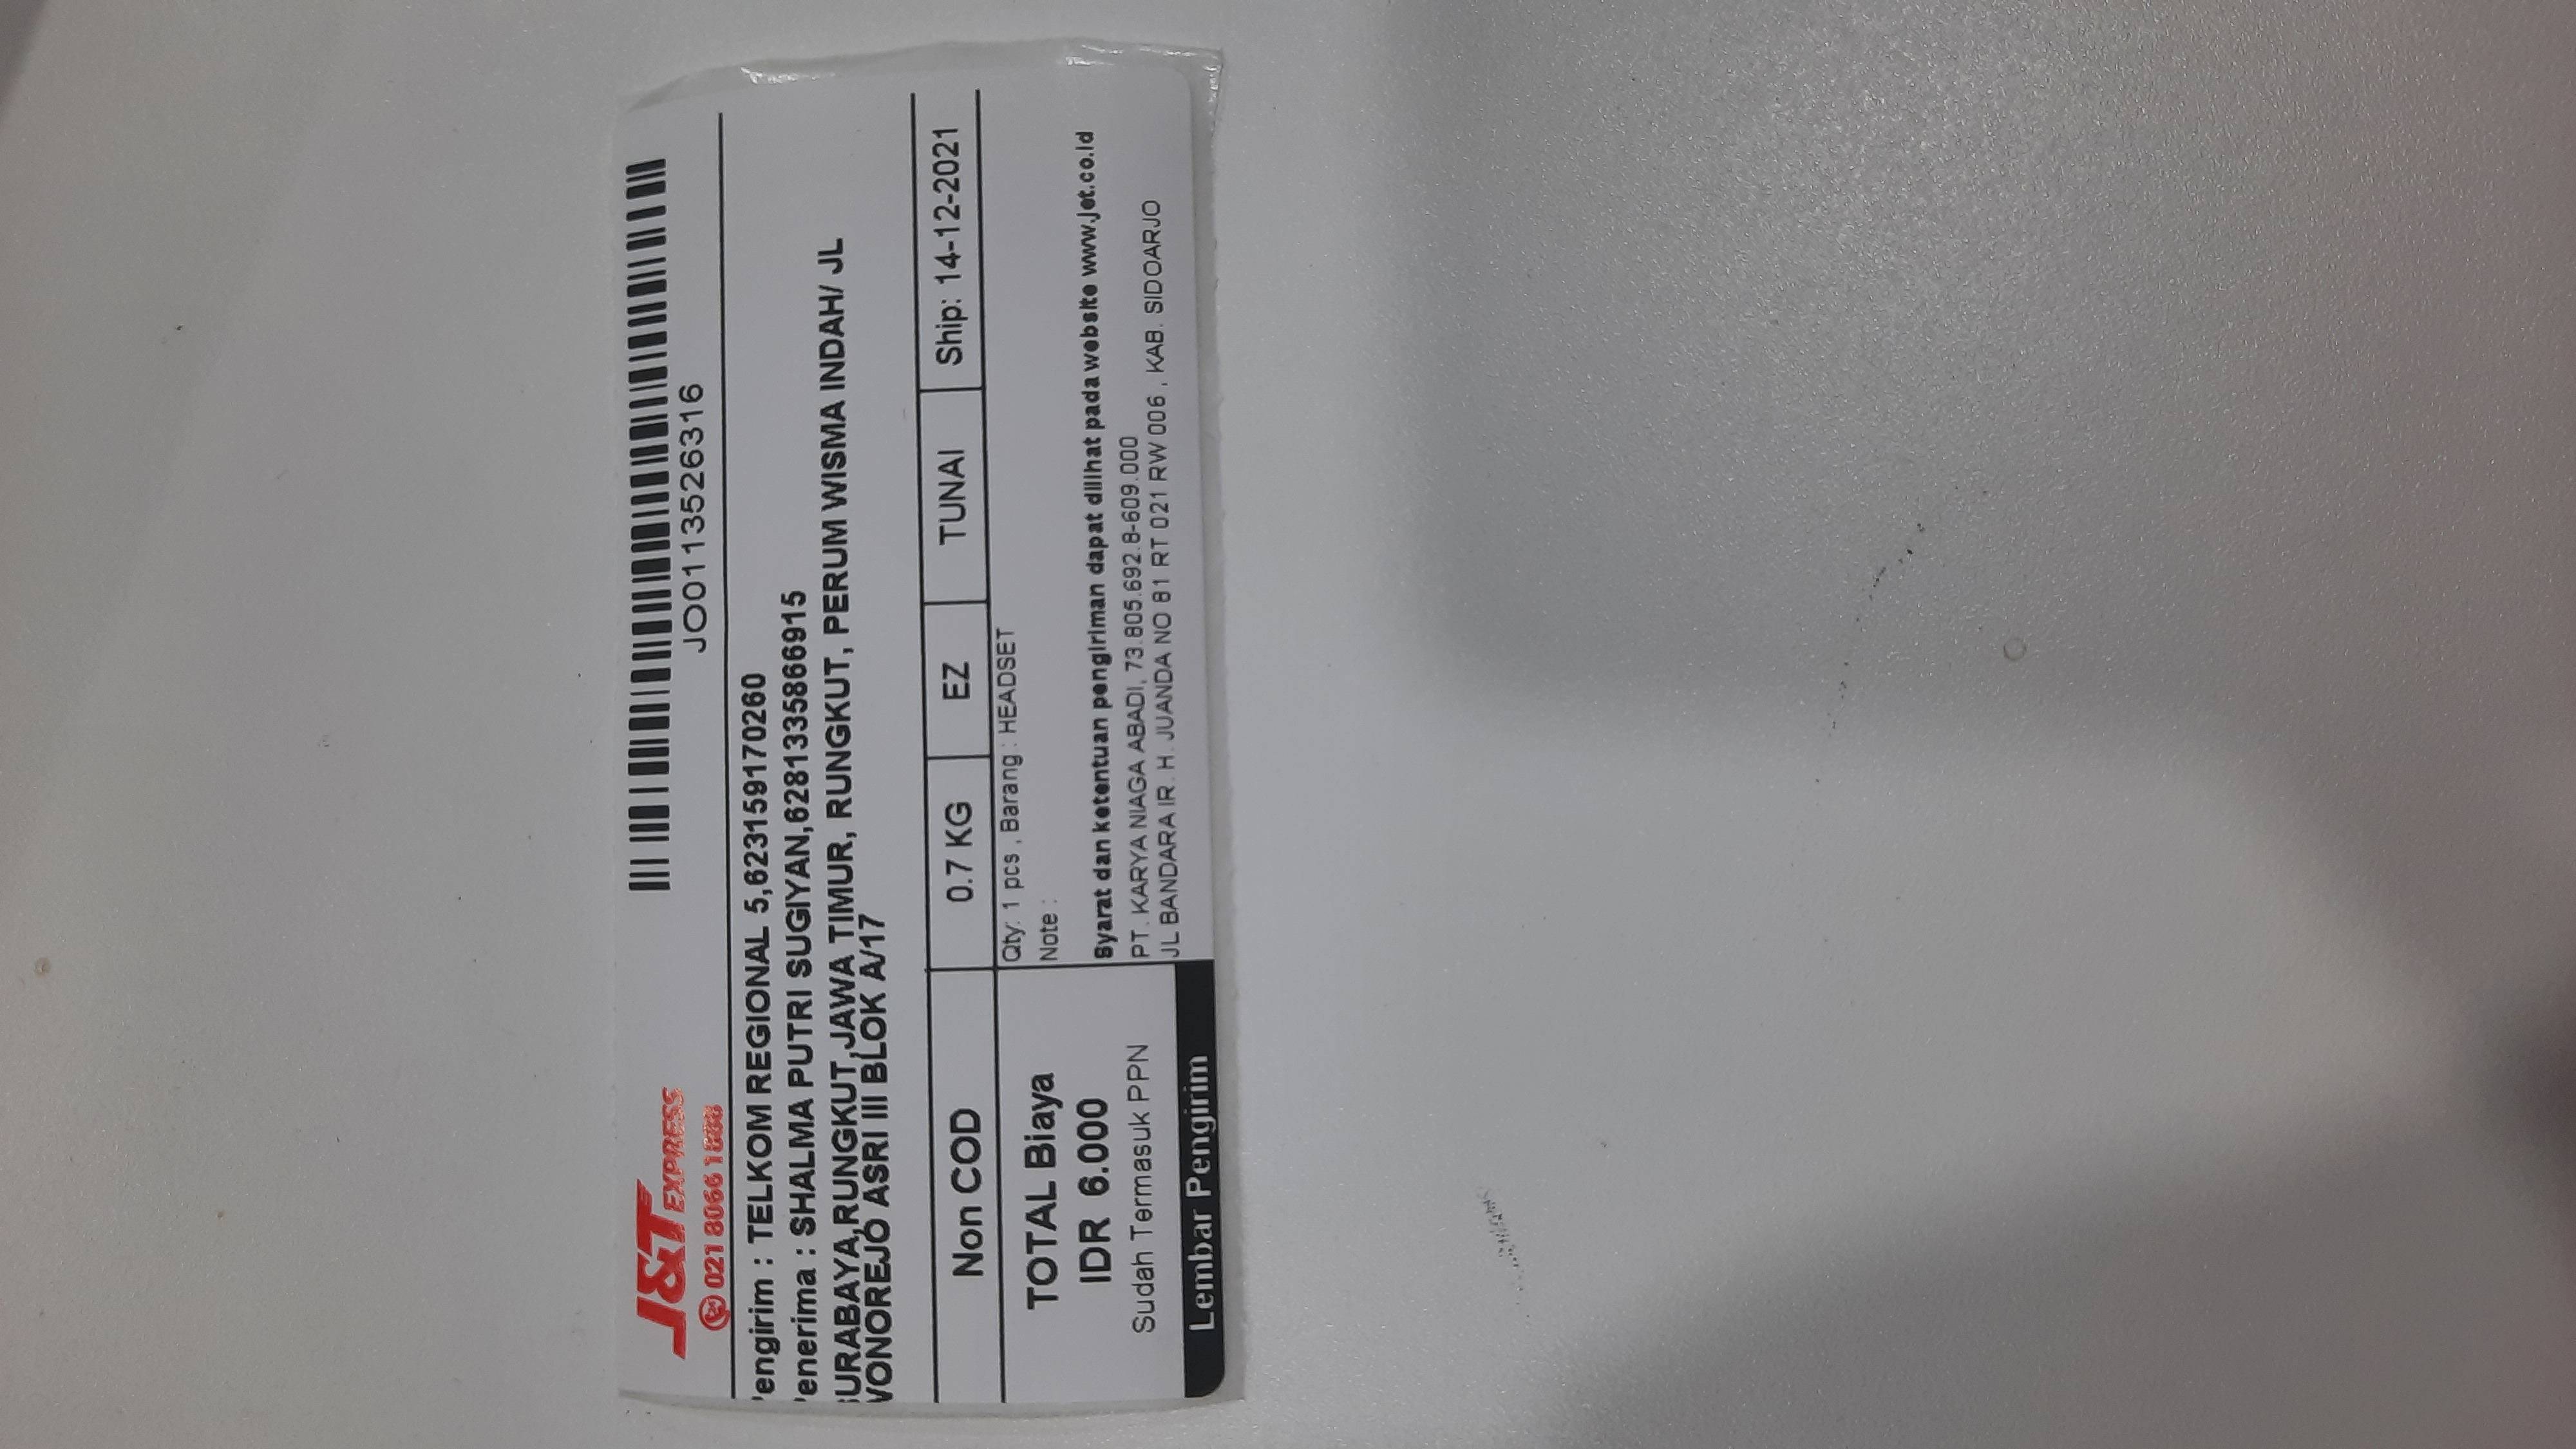 J&T EXPRESS
021 8066 1888
JO0113526316
Pengirim : TELKOM REGIONAL 5,623159170260
Penerima : SHALMA PUTRI SUGIYAN,6281335866915
SURABAYA,RUNGKUT,JAWA TIMUR, RUNGKUT, PERUM WISMA INDAH/ JL
WONOREJO ASRI III BLOK A/17
Non COD
0.7 KG
EZ
TUNAI
Ship: 14-12-2021
TOTAL Biaya
IDR 6.000
Sudah Termasuk PPN
Lembar Pengirim
Qty: 1 pcs , Barang : HEADSET
Note :
Syarat dan ketentuan pengiriman dapat dilihat pada website www.jet.co.id
PT. KARYA NIAGA ABADI, 73.805.692.8-609.000
JL BANDARA IR. H. JUANDA NO 81 RT 021 RW 006 , KAB. SIDOARJO